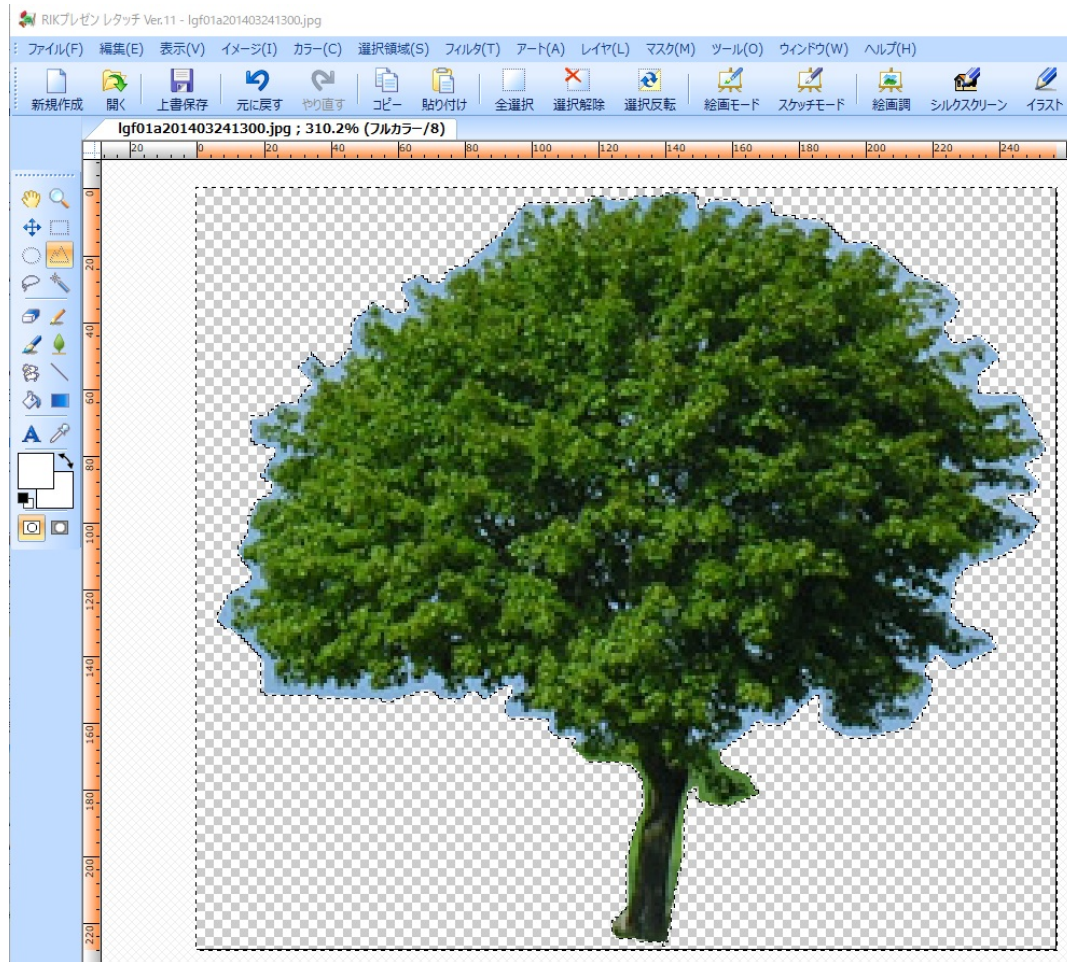 RIKプレゼン レタッチ Ver.11 - lgf01a201403241300.jpg
ファイル(F) 編集(E) 表示(V) イメージ(I) カラー(C) 選択領域(S) フィルタ(T) アート(A) レイヤ(L) マスク(M) ツール(O) ウィンドウ(W) ヘルプ(H)
新規作成 開く 上書保存 元に戻す やり直す コピー 貼り付け 全選択 選択解除 選択反転 絵画モード スケッチモード 絵画調 シルクスクリーン イラスト
lgf01a201403241300.jpg ; 310.2% (フルカラー/8)
20 0 20 40 60 80 100 120 140 160 180 200 220 240
0
20
40
60
80
100
120
140
160
180
200
220
A